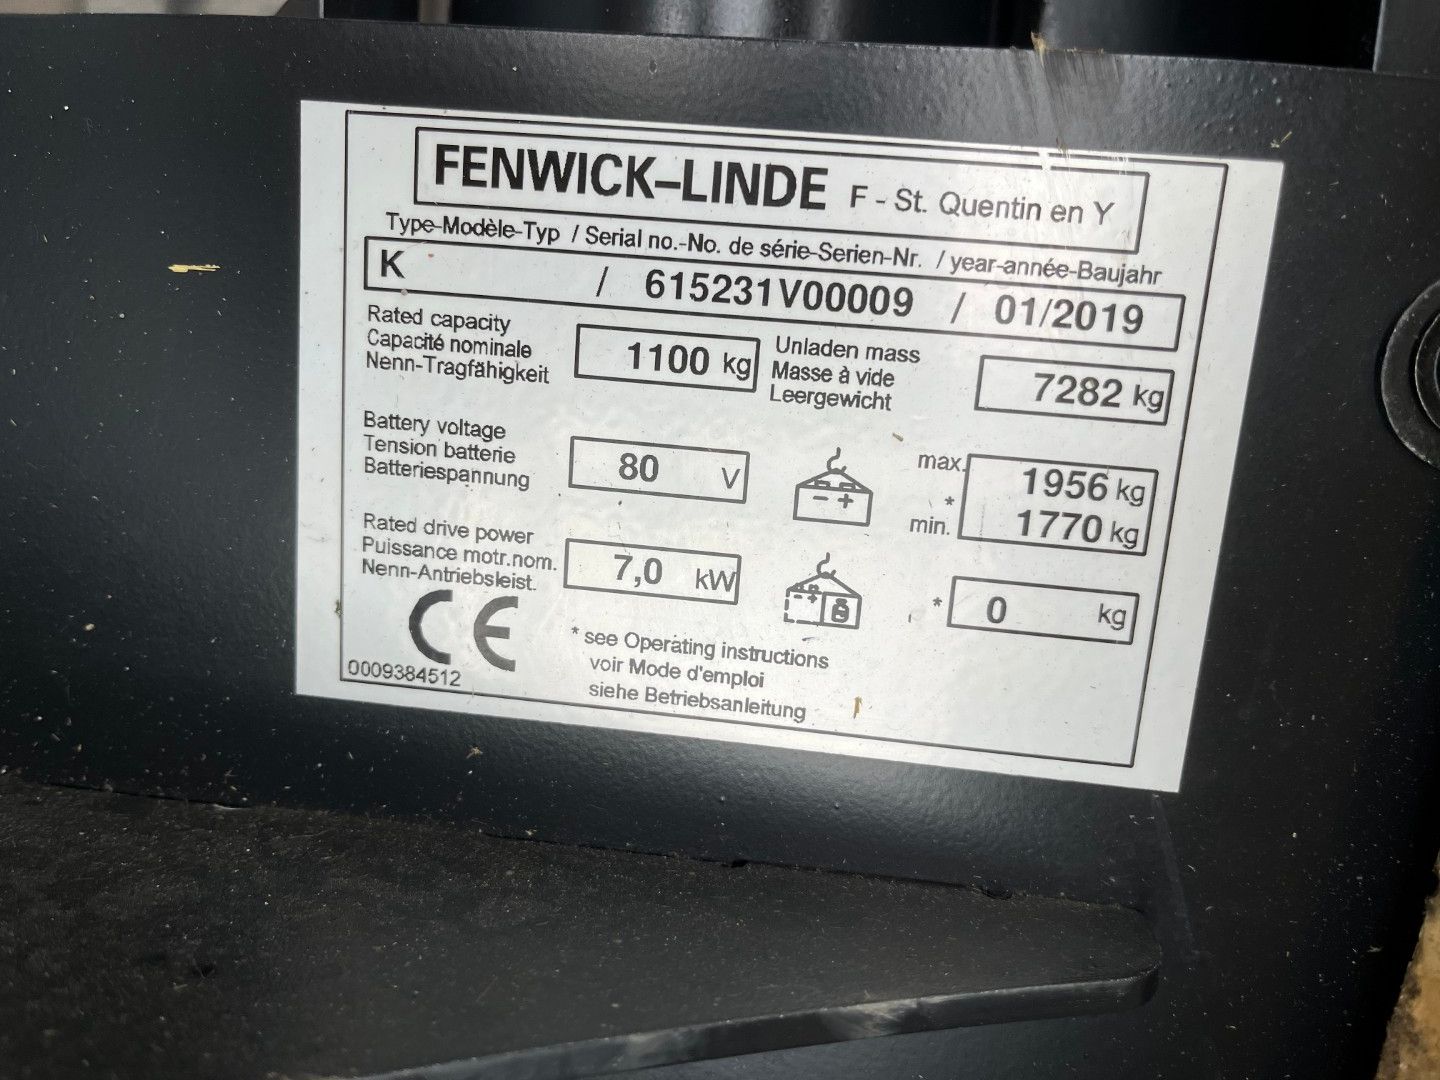 FENWICK-LINDE F - St. Quentin en Y
Type-Modèle-Typ / Serial no.-No. de série-Serien-Nr. / year-année-Baujahr
K / 615231V00009 / 01/2019
Rated capacity
Capacité nominale
Nenn-Tragfähigkeit
1100 kg
Unladen mass
Masse à vide
Leergewicht
7282 kg
Battery voltage
Tension batterie
Batteriespannung
80 V
- +
max. 1956 kg
*
min. 1770 kg
Rated drive power
Puissance motr.nom.
Nenn-Antriebsleist.
7,0 kW
- +
* 0 kg
CE
* see Operating instructions
voir Mode d'emploi
siehe Betriebsanleitung
0009384512